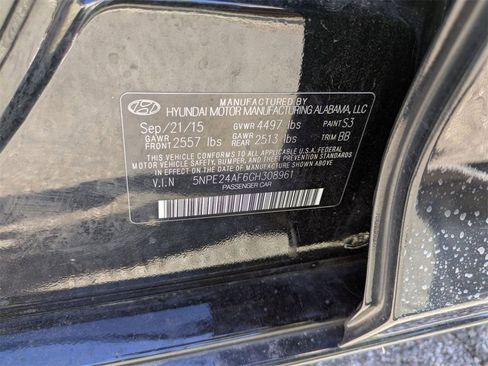 MANUFACTURED BY
HYUNDAI MOTOR MANUFACTURING ALABAMA, LLC
Sep/21/15 GVWR 4497 lbs PAINT S3
GAWR FRONT 2557 lbs GAWR REAR 2513 lbs TRIM BB
THIS VEHICLE CONFORMS TO ALL APPLICABLE U.S.A. FEDERAL
MOTOR VEHICLE SAFETY, BUMPER, AND THEFT PREVENTION
STANDARDS IN EFFECT ON THE DATE OF MANUFACTURE SHOWN ABOVE.
V.I.N 5NPE24AF6GH308961
PASSENGER CAR